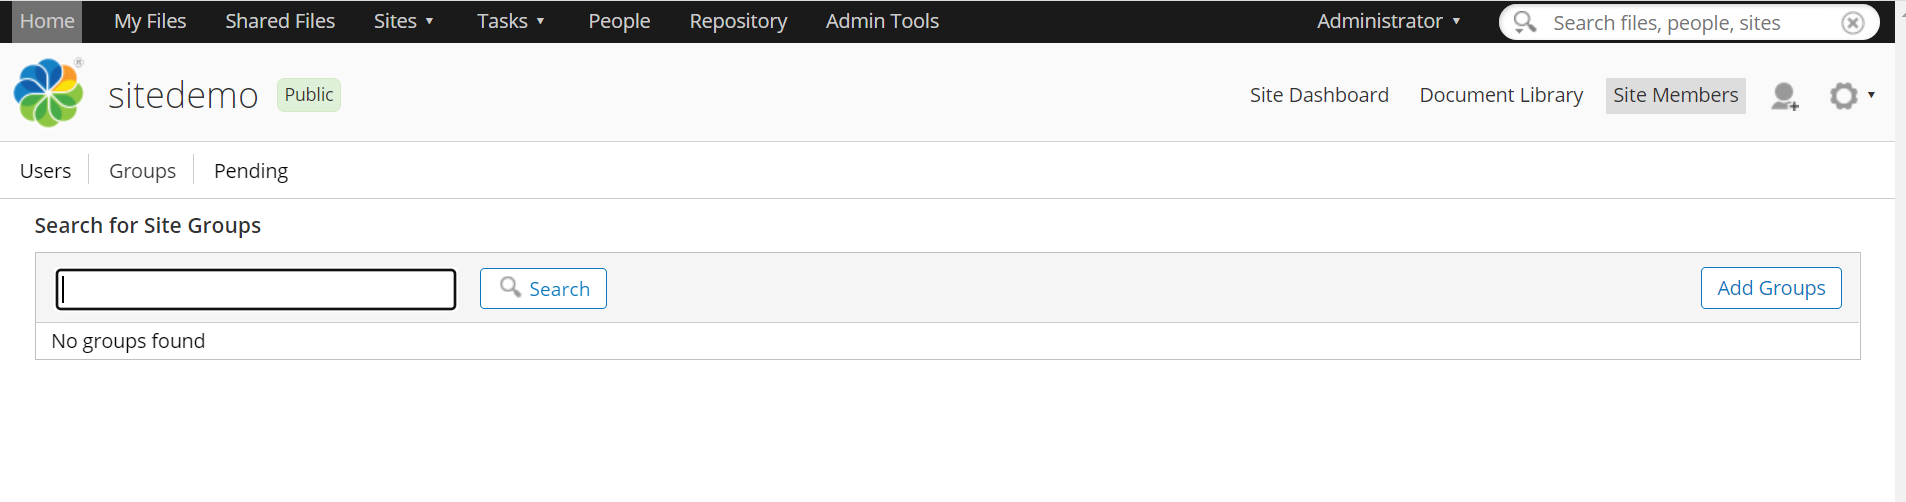 Home My Files Shared Files Sites Tasks People Repository Admin Tools Administrator Search files, people, sites
sitedemo Public Site Dashboard Document Library Site Members
Users Groups Pending
Search for Site Groups
Search Add Groups
No groups found